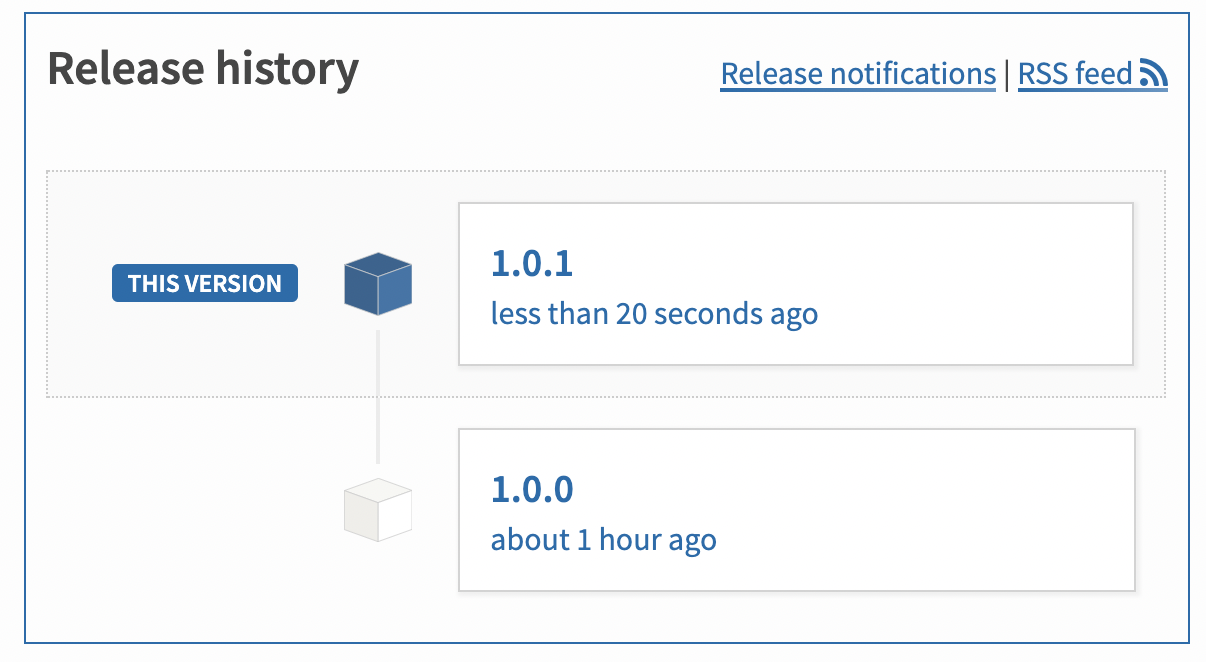 Release history
Release notifications | RSS feed
THIS VERSION
1.0.1
less than 20 seconds ago
1.0.0
about 1 hour ago